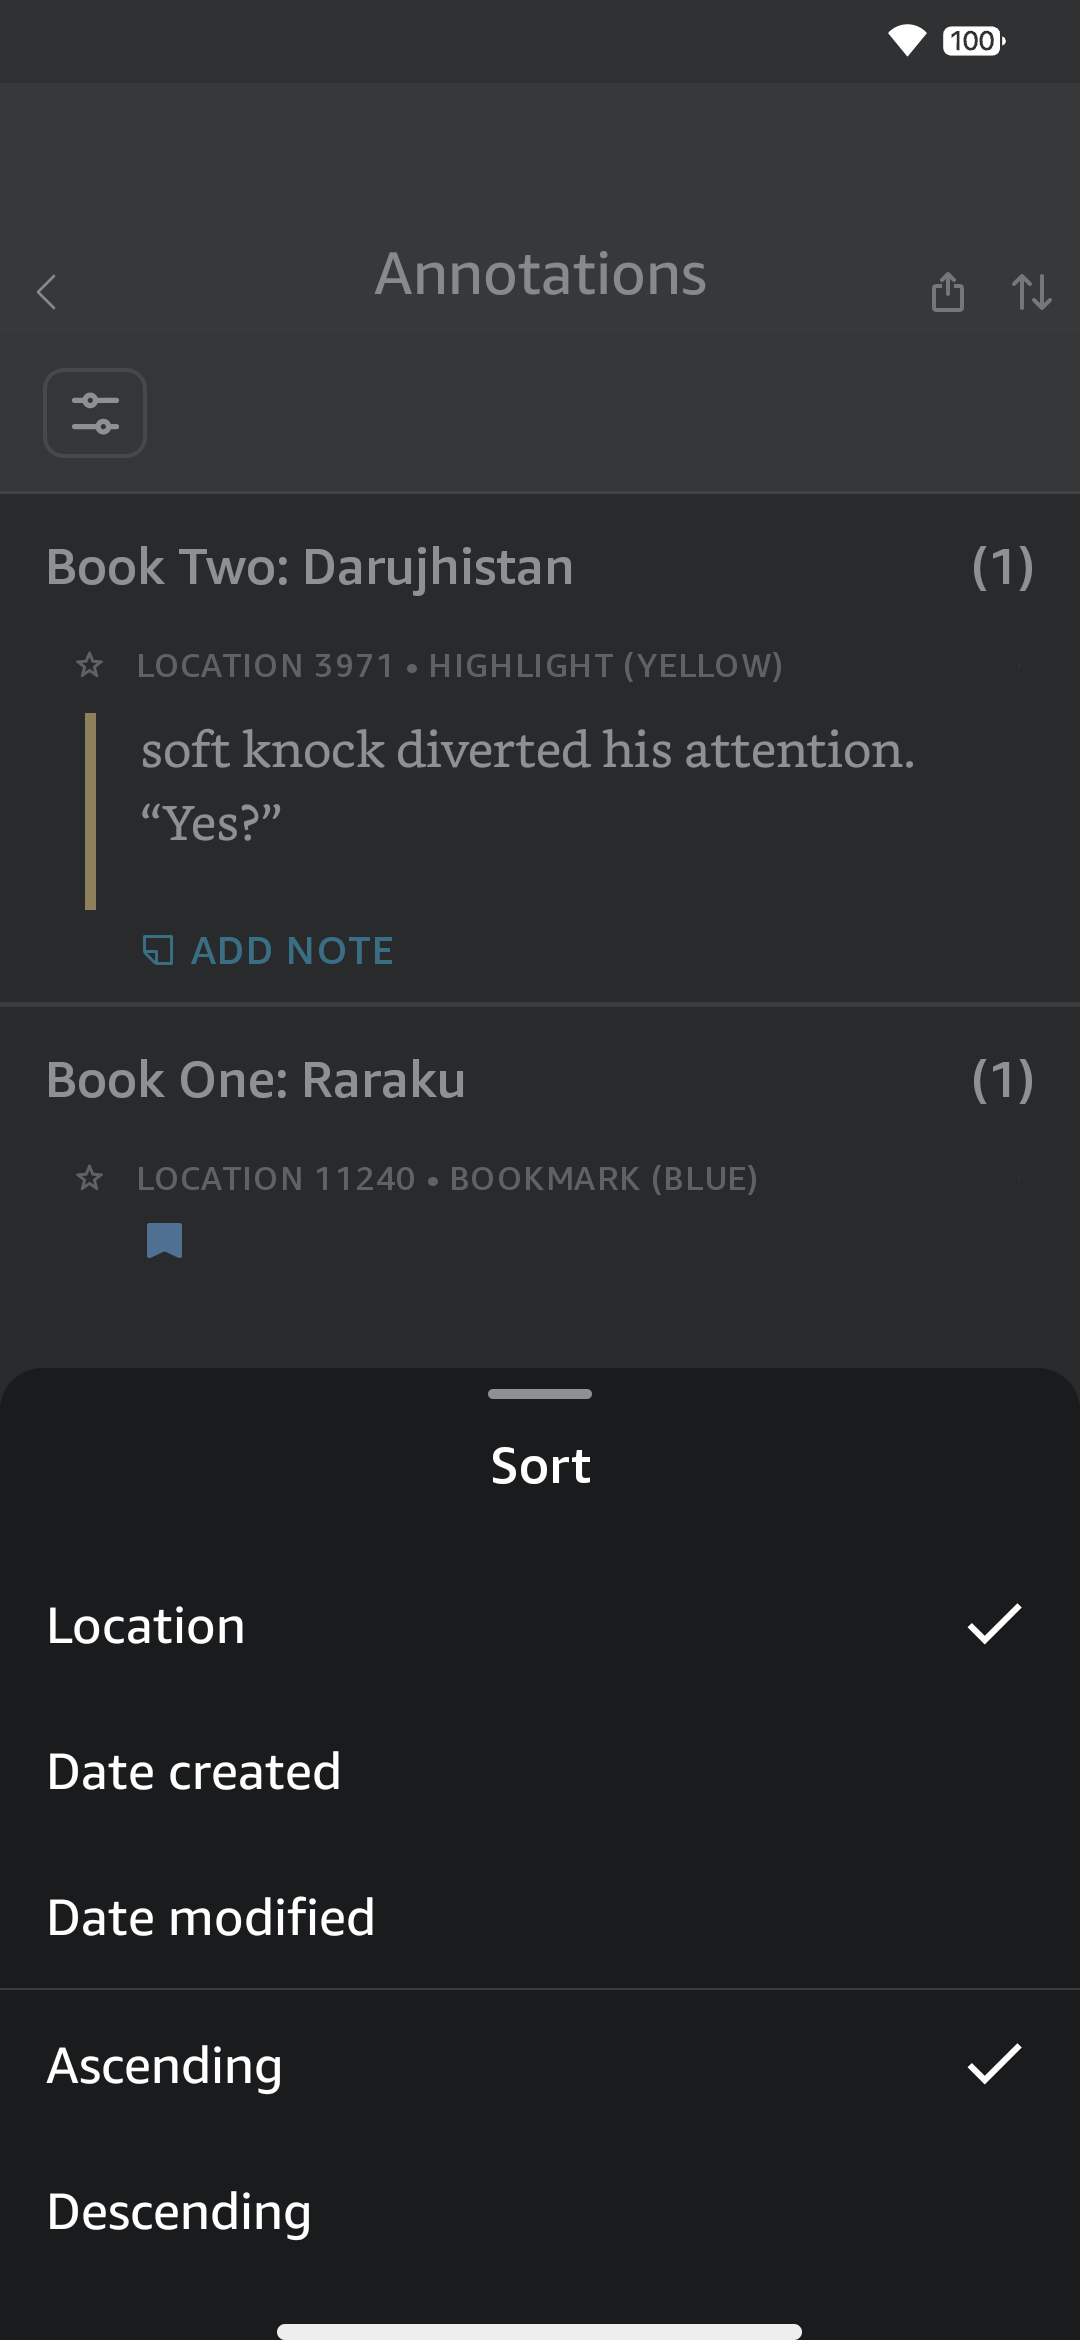 100
Annotations
Book Two: Darujhistan (1)
LOCATION 3971 • HIGHLIGHT (YELLOW)
soft knock diverted his attention.
“Yes?”
ADD NOTE
Book One: Raraku (1)
LOCATION 11240 • BOOKMARK (BLUE)
Sort
Location
Date created
Date modified
Ascending
Descending